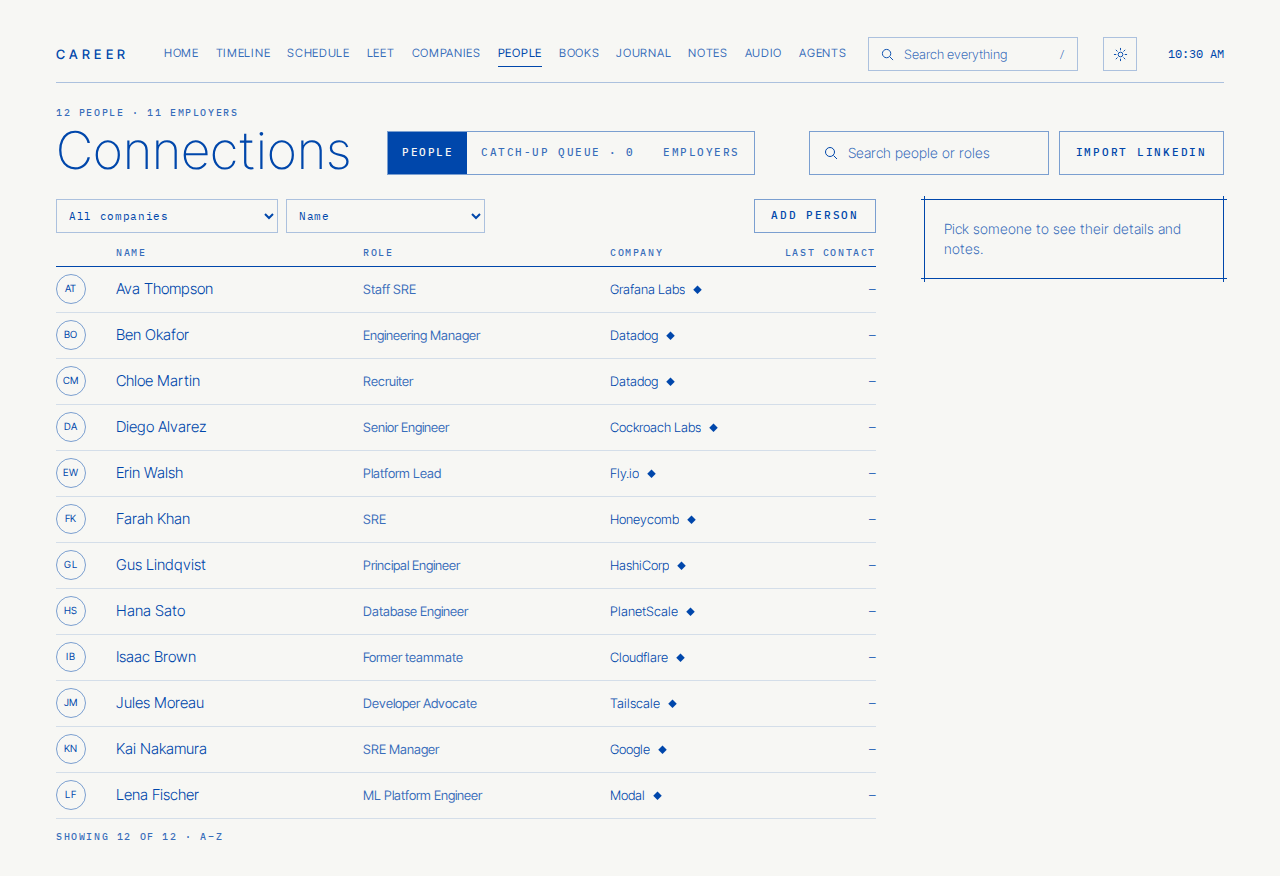 CAREER HOME TIMELINE SCHEDULE LEET COMPANIES PEOPLE BOOKS JOURNAL NOTES AUDIO AGENTS Search everything / 10:30 AM
12 PEOPLE · 11 EMPLOYERS
Connections PEOPLE CATCH-UP QUEUE · 0 EMPLOYERS Search people or roles IMPORT LINKEDIN
All companies Name ADD PERSON
Pick someone to see their details and
notes.
NAME ROLE COMPANY LAST CONTACT
AT Ava Thompson Staff SRE Grafana Labs ◆ —
BO Ben Okafor Engineering Manager Datadog ◆ —
CM Chloe Martin Recruiter Datadog ◆ —
DA Diego Alvarez Senior Engineer Cockroach Labs ◆ —
EW Erin Walsh Platform Lead Fly.io ◆ —
FK Farah Khan SRE Honeycomb ◆ —
GL Gus Lindqvist Principal Engineer HashiCorp ◆ —
HS Hana Sato Database Engineer PlanetScale ◆ —
IB Isaac Brown Former teammate Cloudflare ◆ —
JM Jules Moreau Developer Advocate Tailscale ◆ —
KN Kai Nakamura SRE Manager Google ◆ —
LF Lena Fischer ML Platform Engineer Modal ◆ —
SHOWING 12 OF 12 · A–Z